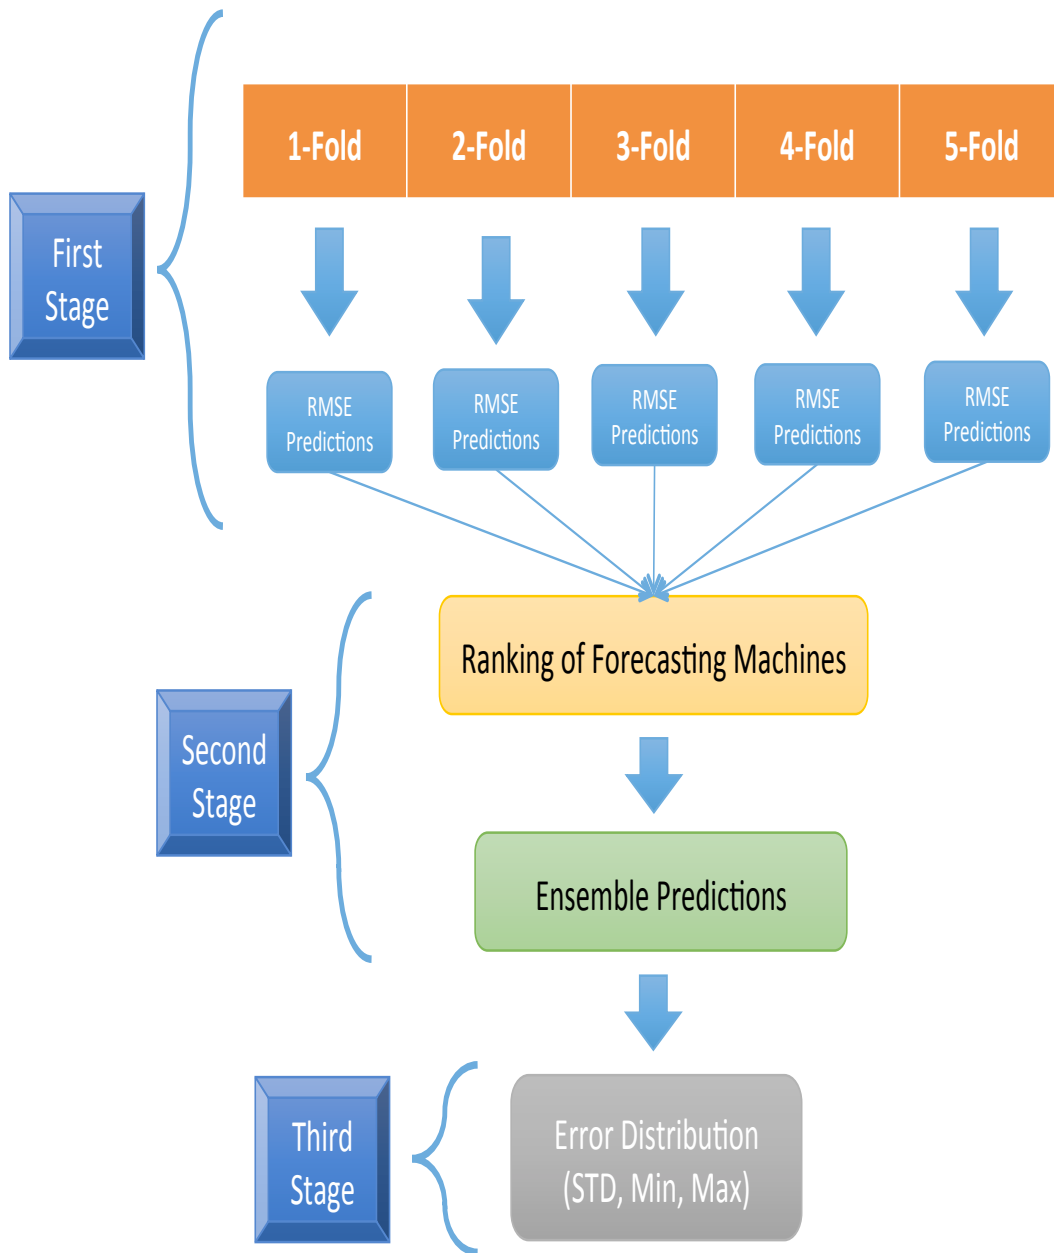 1-Fold
2-Fold
3-Fold
4-Fold
5-Fold
First
Stage
RMSE
Predictions
RMSE
Predictions
RMSE
Predictions
RMSE
Predictions
RMSE
Predictions
Ranking of Forecasting Machines
Second
Stage
Ensemble Predictions
Third
Stage
Error Distribution
(STD, Min, Max)